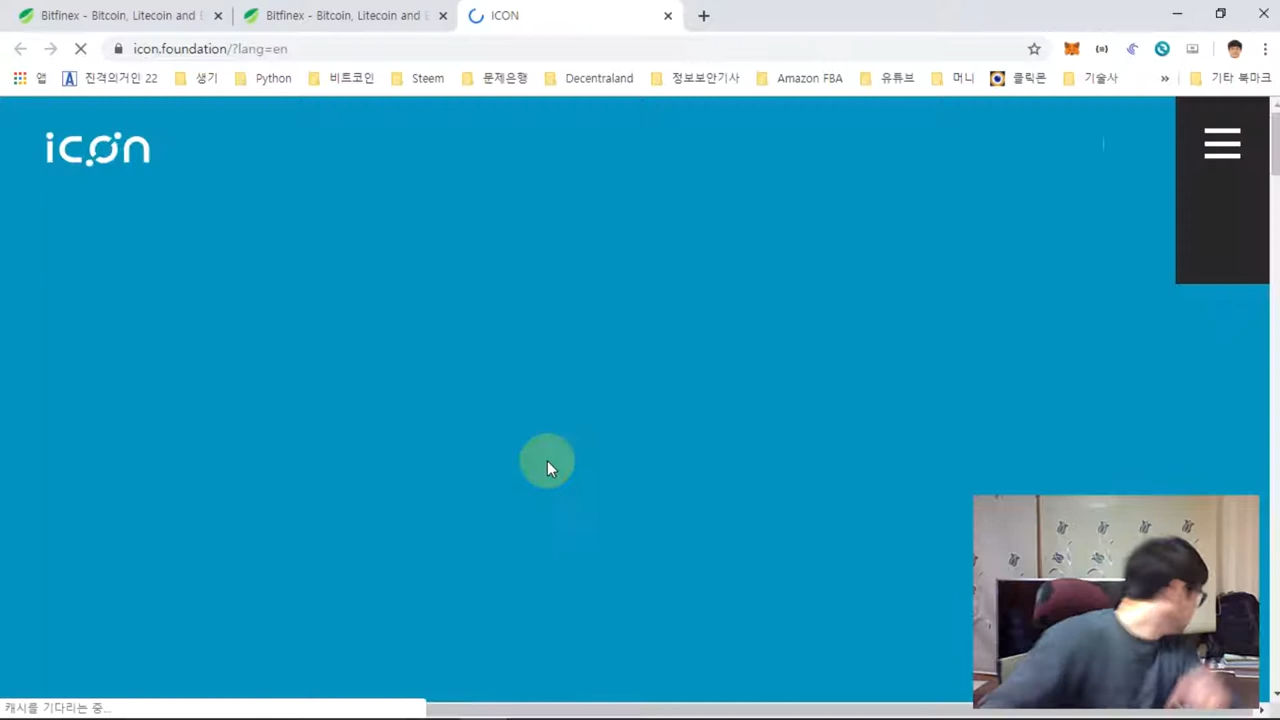 Bitfinex - Bitcoin, Litecoin and E
Bitfinex - Bitcoin, Litecoin and E
ICON
icon.foundation/?lang=en
앱
진격의거인 22
생기
Python
비트코인
Steem
문제은행
Decentraland
정보보안기사
Amazon FBA
유튜브
머니
클릭몬
기술사
»
기타 북마크
icon
캐시를 기다리는 중...